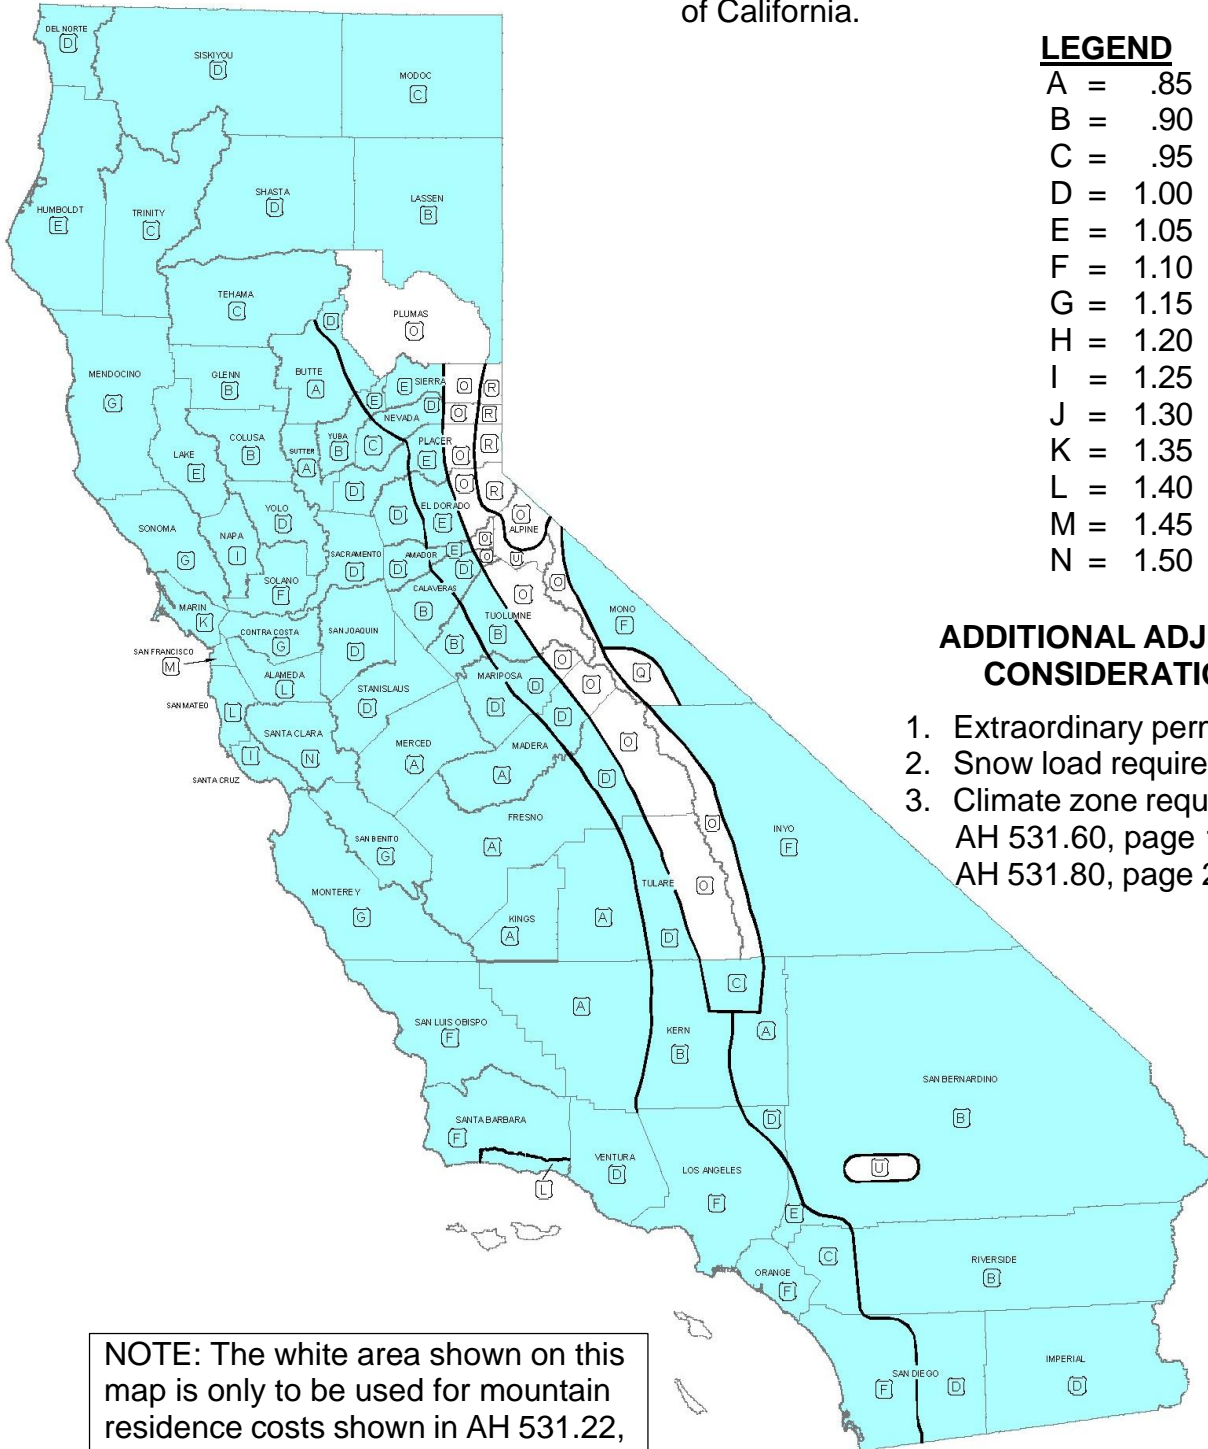 of California.
LEGEND
A = .85
B = .90
C = .95
D = 1.00
E = 1.05
F = 1.10
G = 1.15
H = 1.20
I = 1.25
J = 1.30
K = 1.35
L = 1.40
M = 1.45
N = 1.50
ADDITIONAL ADJ
CONSIDERATIO
1. Extraordinary perm
2. Snow load require
3. Climate zone requ
AH 531.60, page 1
AH 531.80, page 2
DEL NORTE
D
SISKIYOU
D
MODOC
C
HUMBOLDT
E
TRINITY
C
SHASTA
D
LASSEN
B
TEHAMA
C
D
PLUMAS
O
MENDOCINO
G
GLENN
B
BUTTE
A
E
E SIERRA
D
O
R
O
R
NEVADA
C
LAKE
E
COLUSA
B
SUTTER
A
YUBA
B
PLACER
E
O
R
D
O
R
SONOMA
G
NAPA
I
YOLO
D
D
EL DORADO
E
O
ALPINE
O
O
U
SACRAMENTO
D
AMADOR
D
E
D
SOLANO
F
MARIN
K
CALAVERAS
B
O
O
MONO
F
TUOLUMNE
B
B
CONTRA COSTA
G
SAN JOAQUIN
D
SAN FRANCISCO
M
ALAMEDA
L
O
O
Q
STANISLAUS
D
MARIPOSA
D
D
D
SAN MATEO
L
SANTA CLARA
N
I
SANTA CRUZ
MERCED
A
MADERA
A
D
O
FRESNO
A
O
INYO
F
SAN BENITO
G
MONTEREY
G
TULARE
O
KINGS
A
A
D
A
C
SAN LUIS OBISPO
F
KERN
B
A
SAN BERNARDINO
B
SANTA BARBARA
F
D
VENTURA
D
LOS ANGELES
F
U
L
E
C
ORANGE
F
RIVERSIDE
B
SAN DIEGO
F
D
IMPERIAL
D
NOTE: The white area shown on this
map is only to be used for mountain
residence costs shown in AH 531.22,